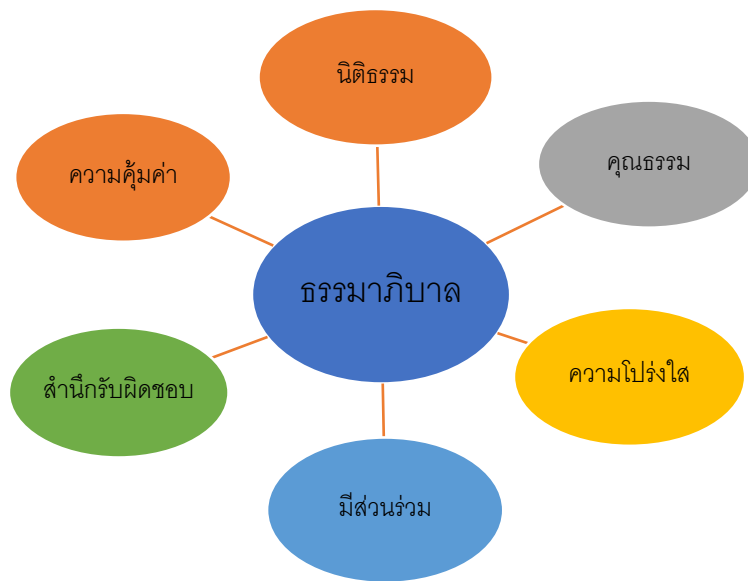 นิติธรรม
ความคุ้มค่า
คุณธรรม
ธรรมาภิบาล
สำนึกรับผิดชอบ
ความโปร่งใส
มีส่วนร่วม